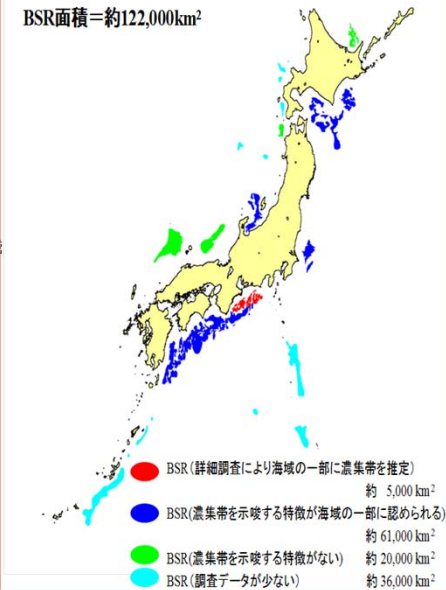 BSR面積＝約122,000km²
BSR（詳細調査により海域の一部に濃集帯を推定）
約 5,000 km²
BSR(濃集帯を示唆する特徴が海域の一部に認められる)
約 61,000 km²
BSR(濃集帯を示唆する特徴がない) 約 20,000 km²
BSR（調査データが少ない） 約 36,000 km²